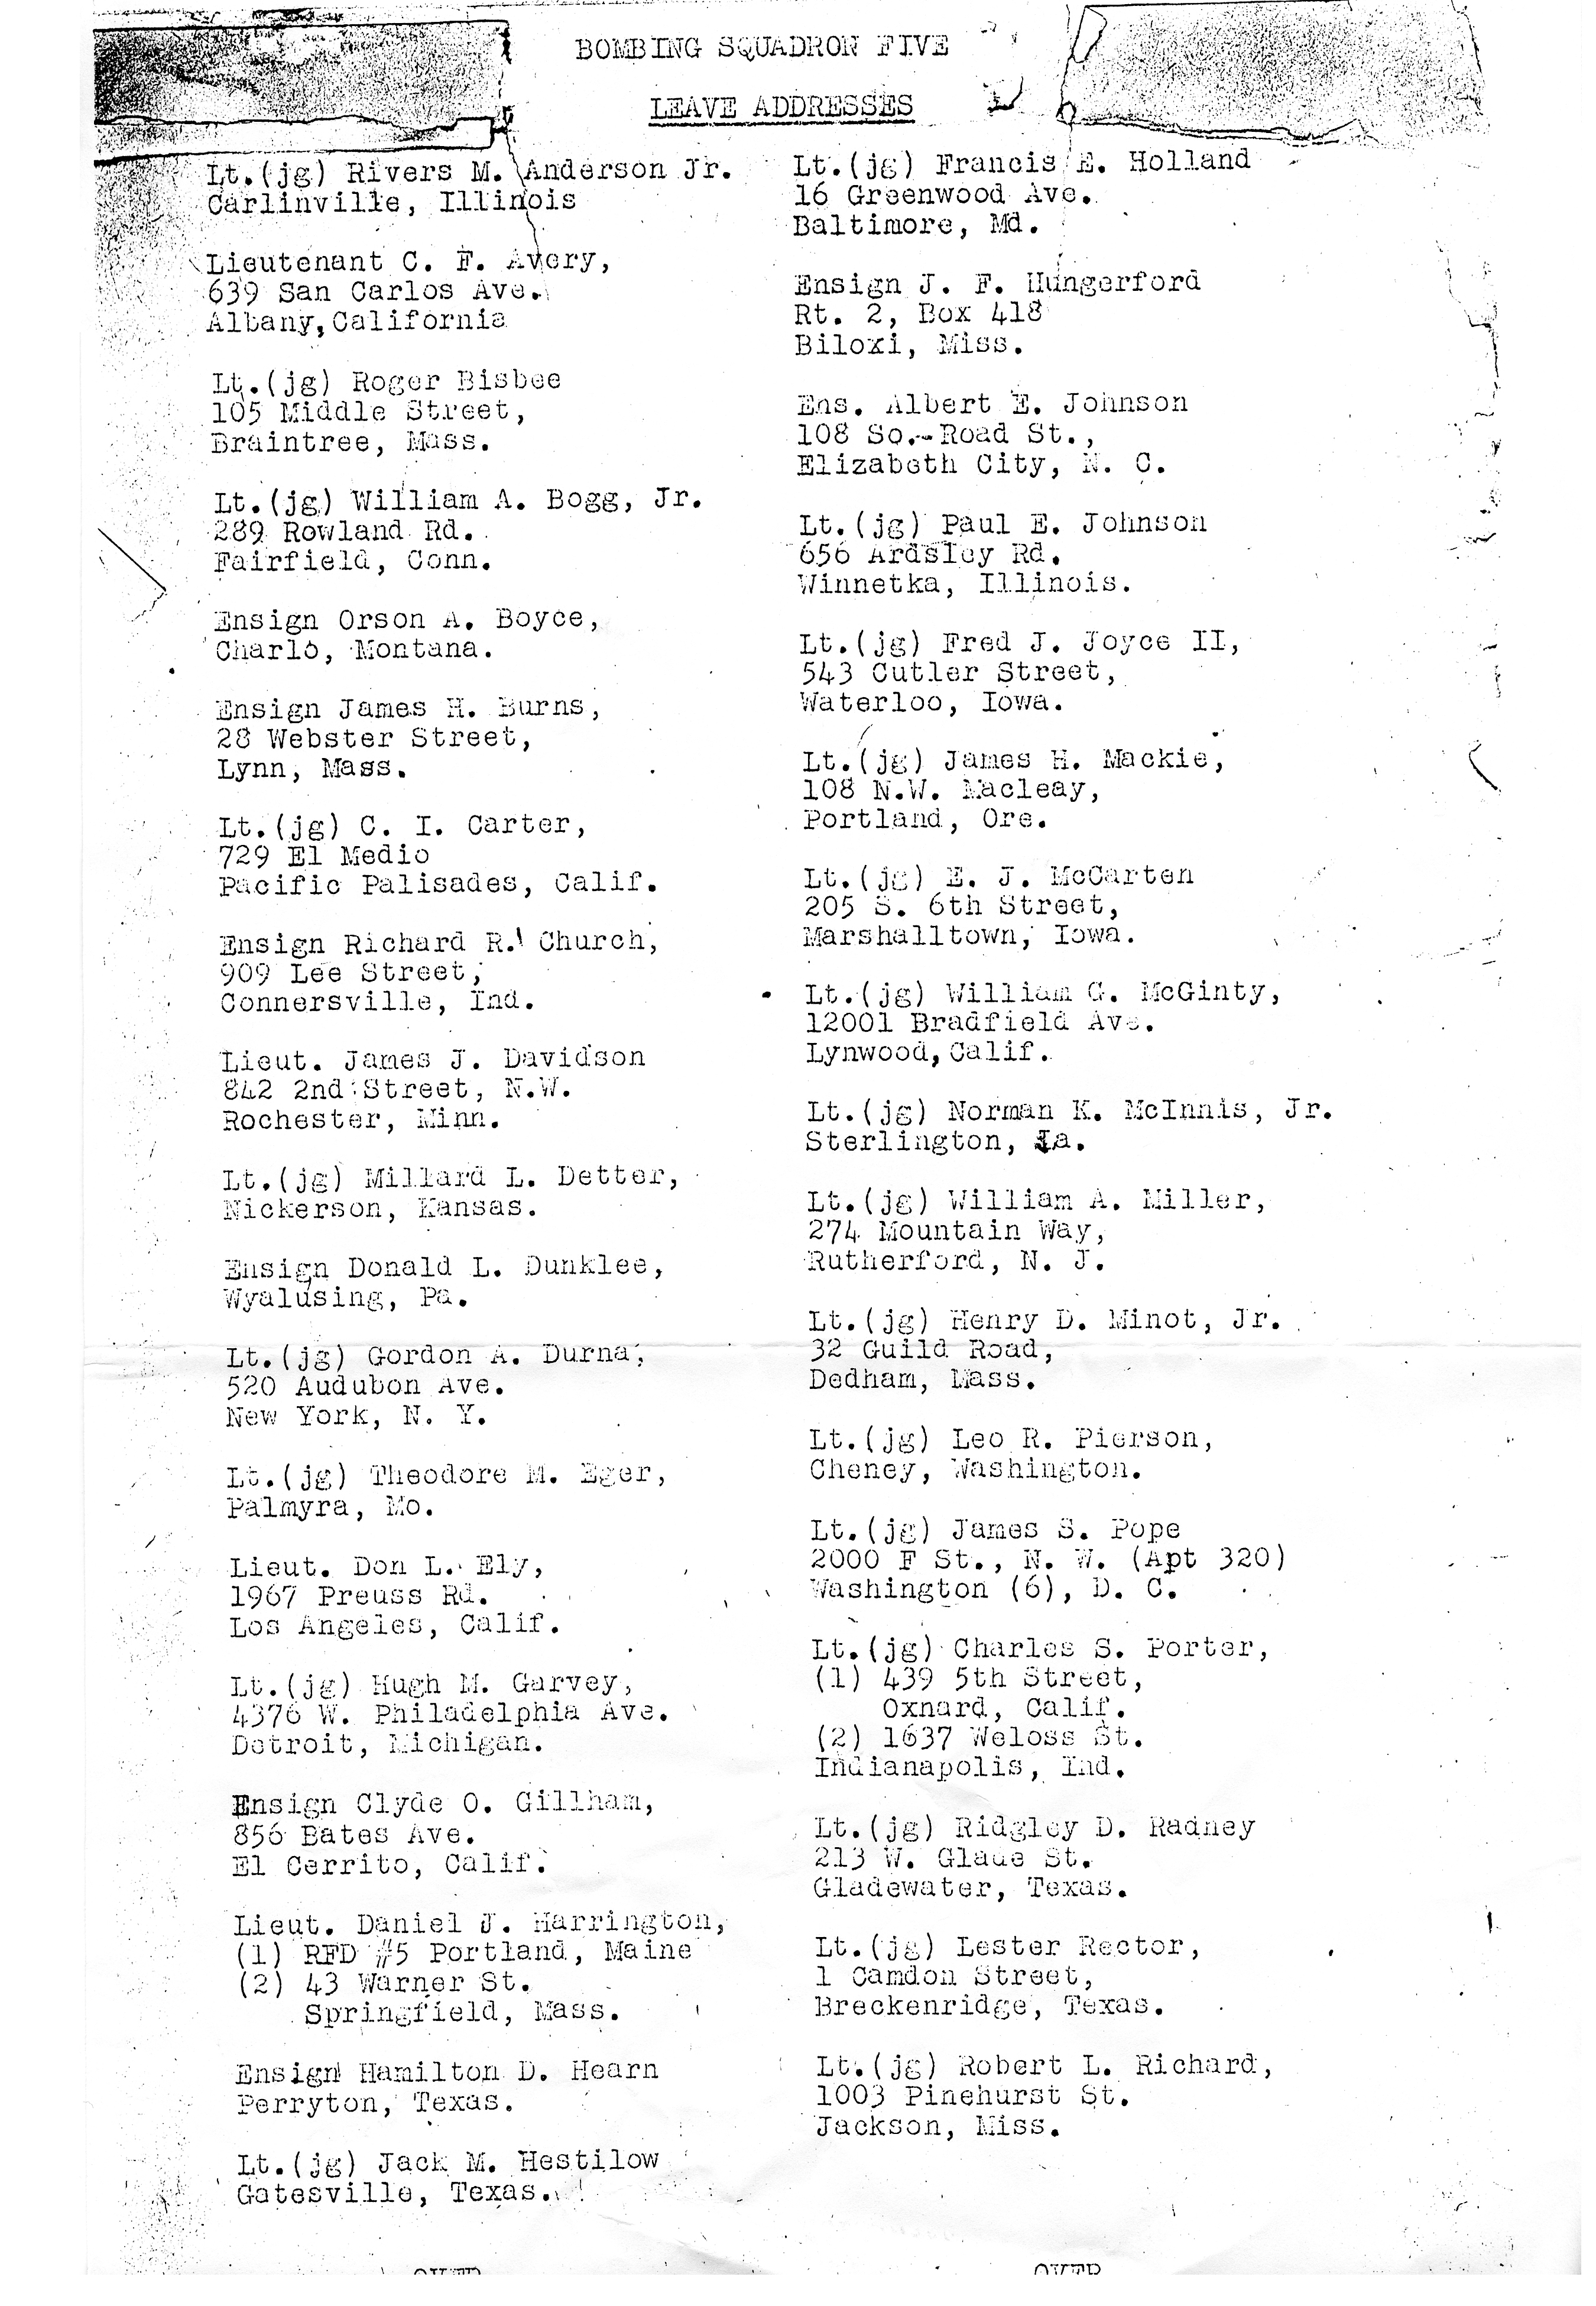 BOMBING SQUADRON FIVE
LEAVE ADDRESSES
Lt.(jg) Rivers M. Anderson Jr.
Carlinville, Illinois
Lieutenant C. F. Avery,
639 San Carlos Ave.
Albany,California
Lt.(jg) Roger Bisbee
105 Middle Street,
Braintree, Mass.
Lt.(jg) William A. Bogg, Jr.
289 Rowland Rd.
Fairfield, Conn.
Ensign Orson A. Boyce,
Charlo, Montana.
Ensign James H. Burns,
28 Webster Street,
Lynn, Mass.
Lt.(jg) C. I. Carter,
729 El Medio
Pacific Palisades, Calif.
Ensign Richard R. Church,
909 Lee Street,
Connersville, Ind.
Lieut. James J. Davidson
842 2nd Street, N.W.
Rochester, Minn.
Lt.(jg) Millard L. Detter,
Nickerson, Kansas.
Ensign Donald L. Dunklee,
Wyalusing, Pa.
Lt.(jg) Gordon A. Durna,
520 Audubon Ave.
New York, N. Y.
Lt.(jg) Theodore M. Eger,
Palmyra, Mo.
Lieut. Don L. Ely,
1967 Preuss Rd.
Los Angeles, Calif.
Lt.(jg) Hugh M. Garvey,
4376 W. Philadelphia Ave.
Detroit, Michigan.
Ensign Clyde O. Gillham,
856 Bates Ave.
El Cerrito, Calif.
Lieut. Daniel J. Harrington,
(1) RFD #5 Portland, Maine
(2) 43 Warner St.
Springfield, Mass.
Ensign Hamilton D. Hearn
Perryton, Texas.
Lt.(jg) Jack M. Hestilow
Gatesville, Texas.
OVER
Lt.(jg) Francis E. Holland
16 Greenwood Ave.
Baltimore, Md.
Ensign J. F. Hungerford
Rt. 2, Box 418
Biloxi, Miss.
Ens. Albert E. Johnson
108 So.-Road St.,
Elizabeth City, N. C.
Lt.(jg) Paul E. Johnson
656 Ardsley Rd.
Winnetka, Illinois.
Lt.(jg) Fred J. Joyce II,
543 Cutler Street,
Waterloo, Iowa.
Lt.(jg) James H. Mackie,
108 N.W. Macleay,
Portland, Ore.
Lt.(jg) E. J. McCarten
205 S. 6th Street,
Marshalltown, Iowa.
Lt.(jg) William G. McGinty,
12001 Bradfield Ave.
Lynwood,Calif.
Lt.(jg) Norman K. McInnis, Jr.
Sterlington, La.
Lt.(jg) William A. Miller,
274 Mountain Way,
Rutherford, N. J.
Lt.(jg) Henry D. Minot, Jr.
32 Guild Road,
Dedham, Mass.
Lt.(jg) Leo R. Pierson,
Cheney, Washington.
Lt.(jg) James S. Pope
2000 F St., N. W. (Apt 320)
Washington (6), D. C.
Lt.(jg) Charles S. Porter,
(1) 439 5th Street,
Oxnard, Calif.
(2) 1637 Weloss St.
Indianapolis, Ind.
Lt.(jg) Ridgley D. Radney
213 W. Glade St.
Gladewater, Texas.
Lt.(jg) Lester Rector,
1 Camdon Street,
Breckenridge, Texas.
Lt.(jg) Robert L. Richard,
1003 Pinehurst St.
Jackson, Miss.
OVER